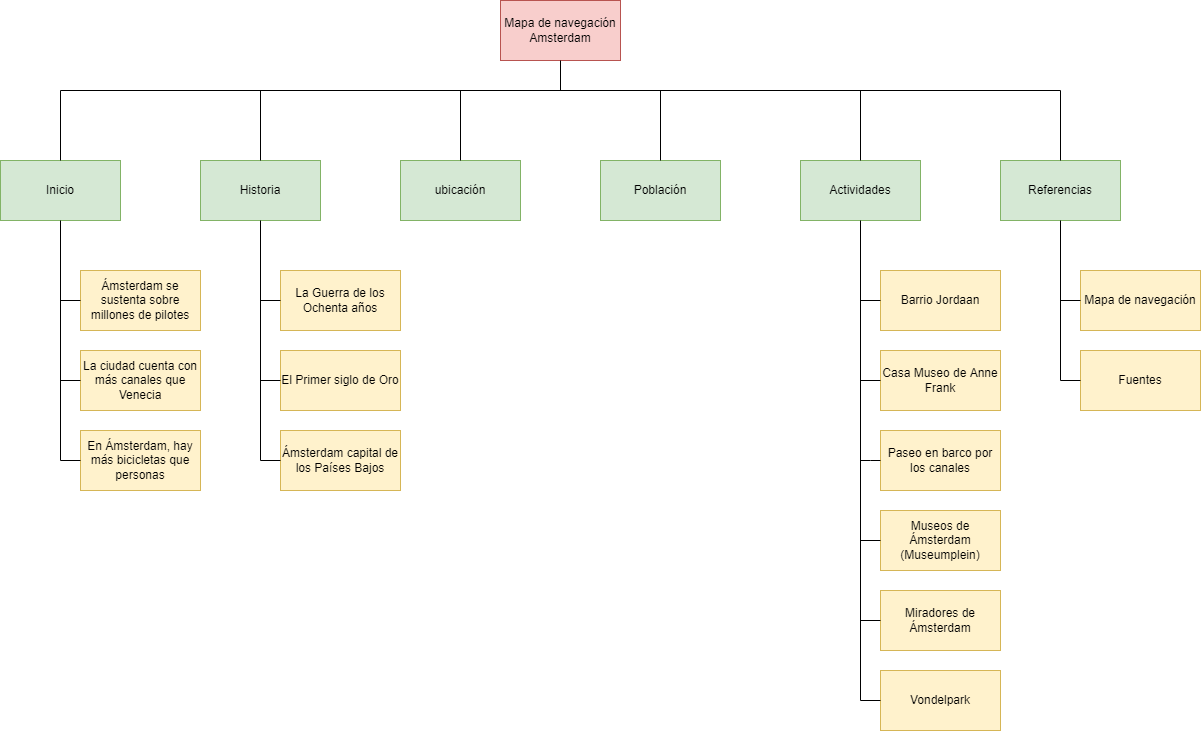 Mapa de navegación
Amsterdam
Inicio
Historia
ubicación
Población
Actividades
Referencias
Ámsterdam se
sustenta sobre
millones de pilotes
La ciudad cuenta con
más canales que
Venecia
En Ámsterdam, hay
más bicicletas que
personas
La Guerra de los
Ochenta años
El Primer siglo de Oro
Ámsterdam capital de
los Países Bajos
Barrio Jordaan
Casa Museo de Anne
Frank
Paseo en barco por
los canales
Museos de
Ámsterdam
(Museumplein)
Miradores de
Ámsterdam
Vondelpark
Mapa de navegación
Fuentes